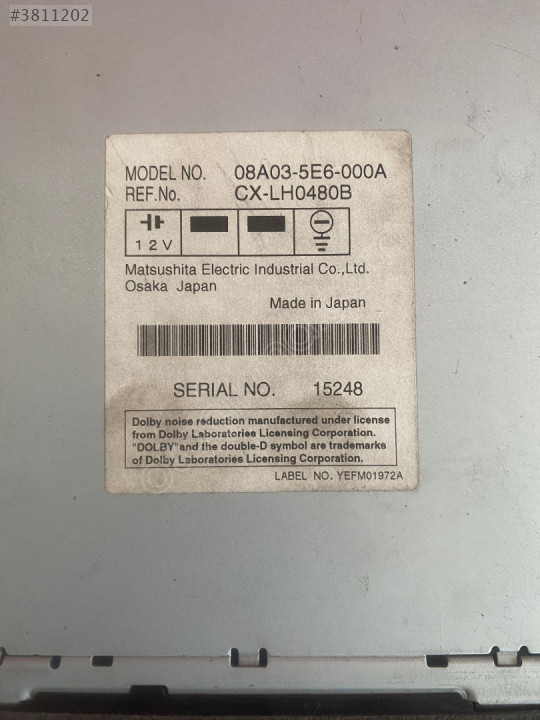 #3811202
MODEL NO. 08A03-5E6-000A
REF.No. CX-LH0480B
12V
Matsushita Electric Industrial Co.,Ltd.
Osaka Japan
Made in Japan
SERIAL NO. 15248
Dolby noise reduction manufactured under license
from Dolby Laboratories Licensing Corporation.
"DOLBY" and the double-D symbol are trademarks
of Dolby Laboratories Licensing Corporation.
LABEL NO. YEFM01972A